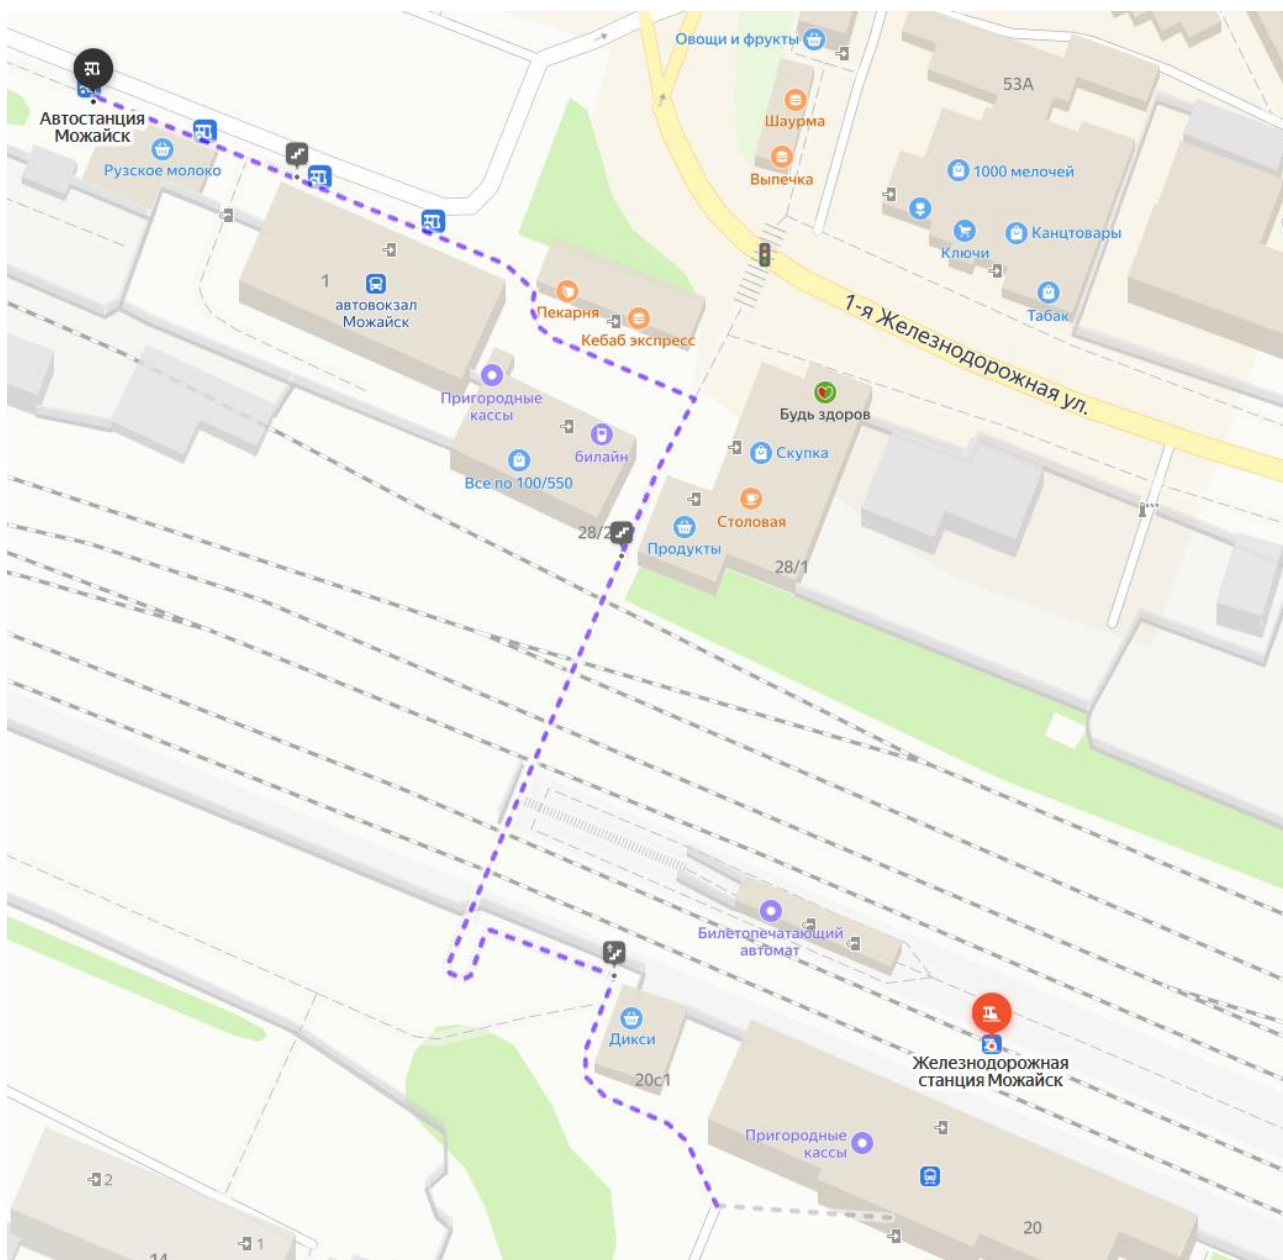 Овощи и фрукты
53А
Автостанция
Можайск
Шаурма
Рузское молоко
Выпечка
1000 мелочей
Канцтовары
Ключи
1
автовокзал
Можайск
Табак
Пекарня
Кебаб экспресс
1-я Железнодорожная ул.
Пригородные
кассы
Будь здоров
билайн
Скупка
Все по 100/550
Столовая
28/2
Продукты
28/1
Билетопечатающий
автомат
Дикси
Железнодорожная
станция Можайск
20с1
Пригородные
кассы
2
20
1
14